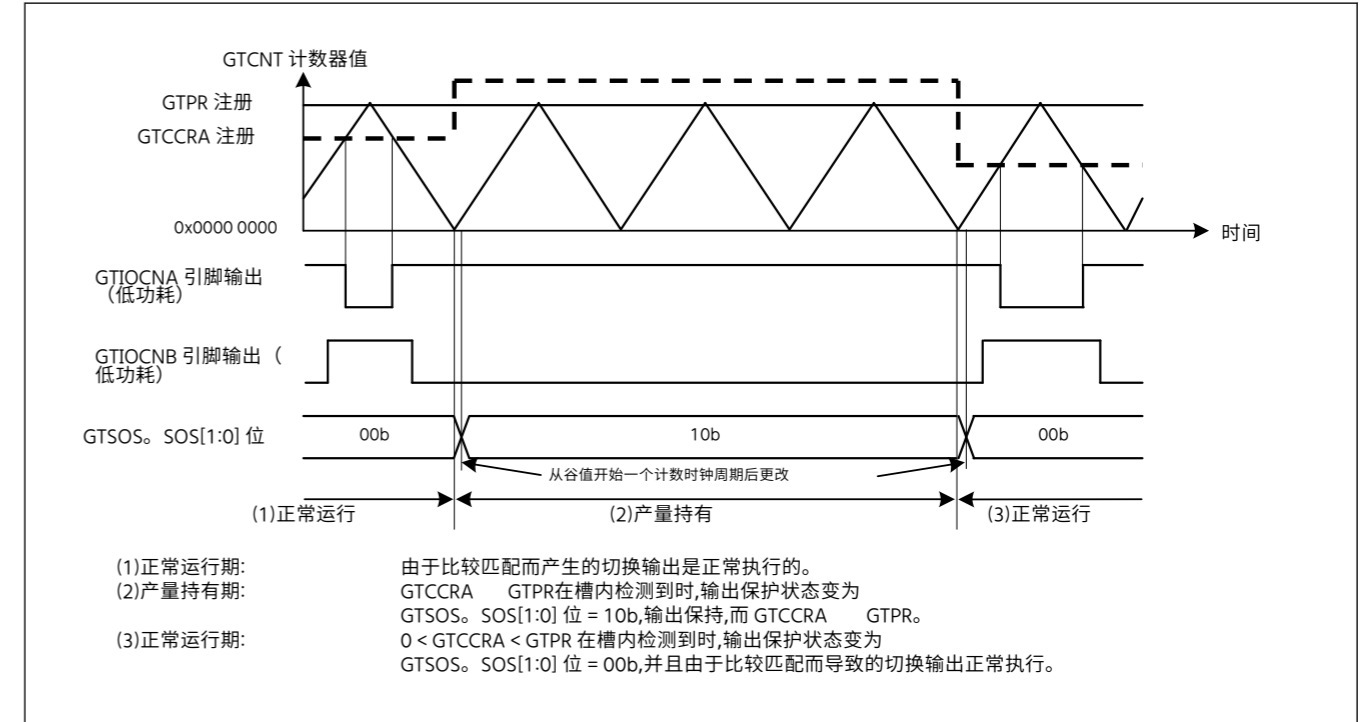 GTCNT 计数器值
GTPR 注册
GTCCRA 注册
0x0000 0000
时间
GTIOCNA 引脚输出
（低功耗）
GTIOCNB 引脚输出（
低功耗）
GTSOS。SOS[1:0] 位
00b
10b
00b
从谷值开始一个计数时钟周期后更改
(1)正常运行
(2)产量持有
(3)正常运行
(1)正常运行期: 由于比较匹配而产生的切换输出是正常执行的。
(2)产量持有期: GTCCRA GTPR在槽内检测到时,输出保护状态变为
GTSOS。SOS[1:0] 位 = 10b,输出保持,而 GTCCRA GTPR。
(3)正常运行期: 0 < GTCCRA < GTPR 在槽内检测到时,输出保护状态变为
GTSOS。SOS[1:0] 位 = 00b,并且由于比较匹配而导致的切换输出正常执行。